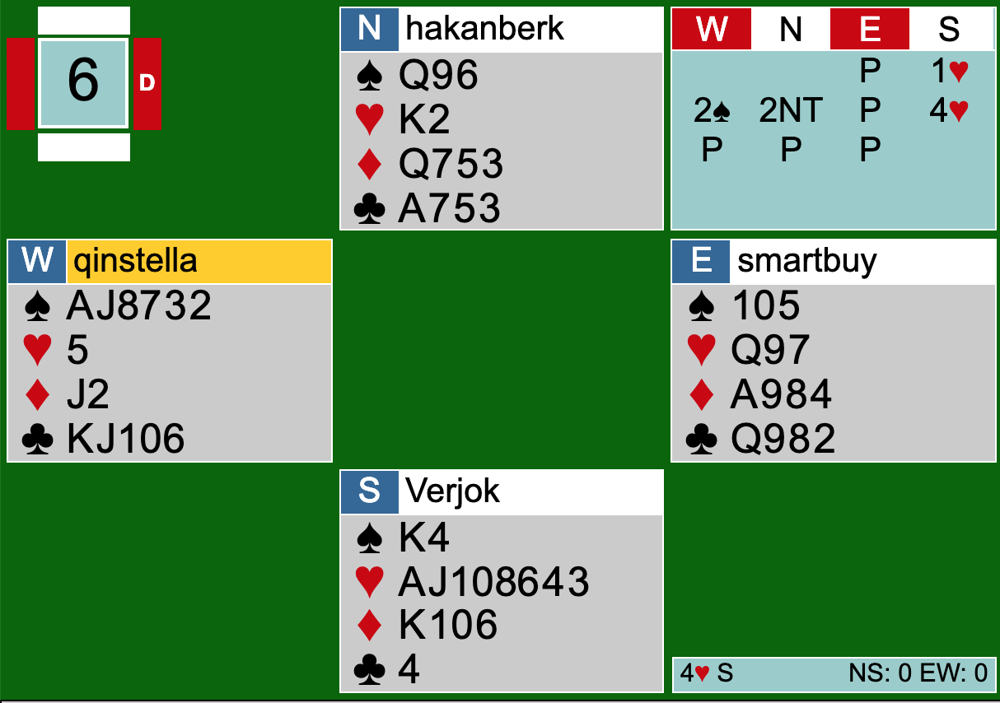 6
D
N hakanberk
♠ Q96
♥ K2
♦ Q753
♣ A753
W N E S
P 1♥
2♠ 2NT P 4♥
P P P
W qinstella
♠ AJ8732
♥ 5
♦ J2
♣ KJ106
E smartbuy
♠ 105
♥ Q97
♦ A984
♣ Q982
S Verjok
♠ K4
♥ AJ108643
♦ K106
♣ 4
4♥ S NS: 0 EW: 0